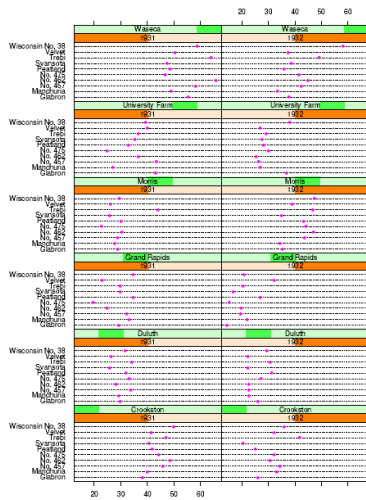 20 30 40 50 60
Waseca Waseca
1931 1932
Wisconsin No. 38
Velvet
Trebi
Svansota
Peatland
No. 475
No. 462
No. 457
Manchuria
Glabron
University Farm University Farm
1931 1932
Wisconsin No. 38
Velvet
Trebi
Svansota
Peatland
No. 475
No. 462
No. 457
Manchuria
Glabron
Morris Morris
1931 1932
Wisconsin No. 38
Velvet
Trebi
Svansota
Peatland
No. 475
No. 462
No. 457
Manchuria
Glabron
Grand Rapids Grand Rapids
1931 1932
Wisconsin No. 38
Velvet
Trebi
Svansota
Peatland
No. 475
No. 462
No. 457
Manchuria
Glabron
Duluth Duluth
1931 1932
Wisconsin No. 38
Velvet
Trebi
Svansota
Peatland
No. 475
No. 462
No. 457
Manchuria
Glabron
Crookston Crookston
1931 1932
Wisconsin No. 38
Velvet
Trebi
Svansota
Peatland
No. 475
No. 462
No. 457
Manchuria
Glabron
20 30 40 50 60